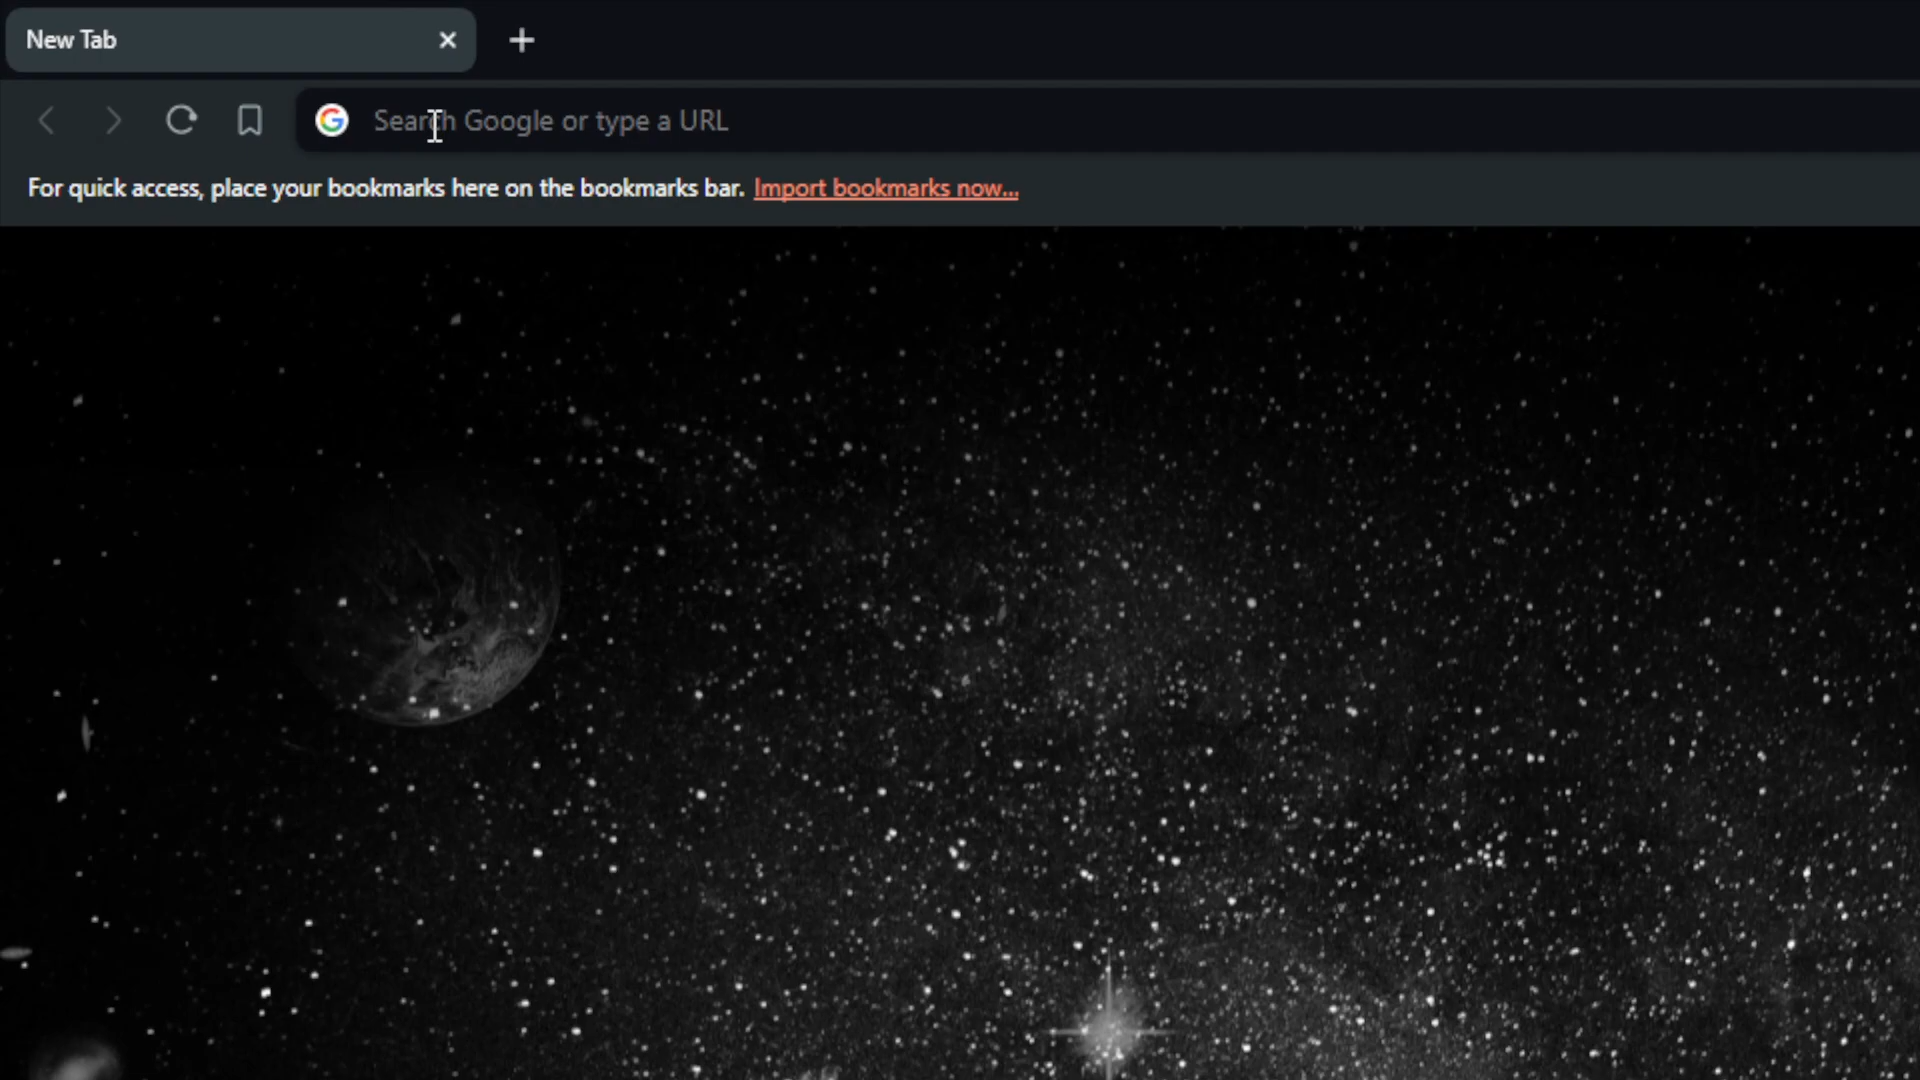 New Tab
Search Google or type a URL
For quick access, place your bookmarks here on the bookmarks bar. Import bookmarks now...